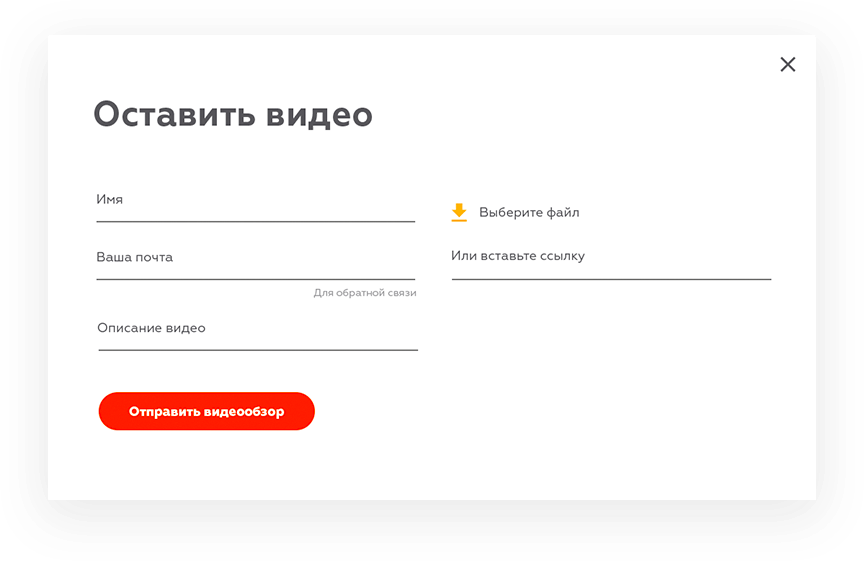 Оставить видео
Имя
Выберите файл
Ваша почта
Или вставьте ссылку
Для обратной связи
Описание видео
Отправить видеообзор